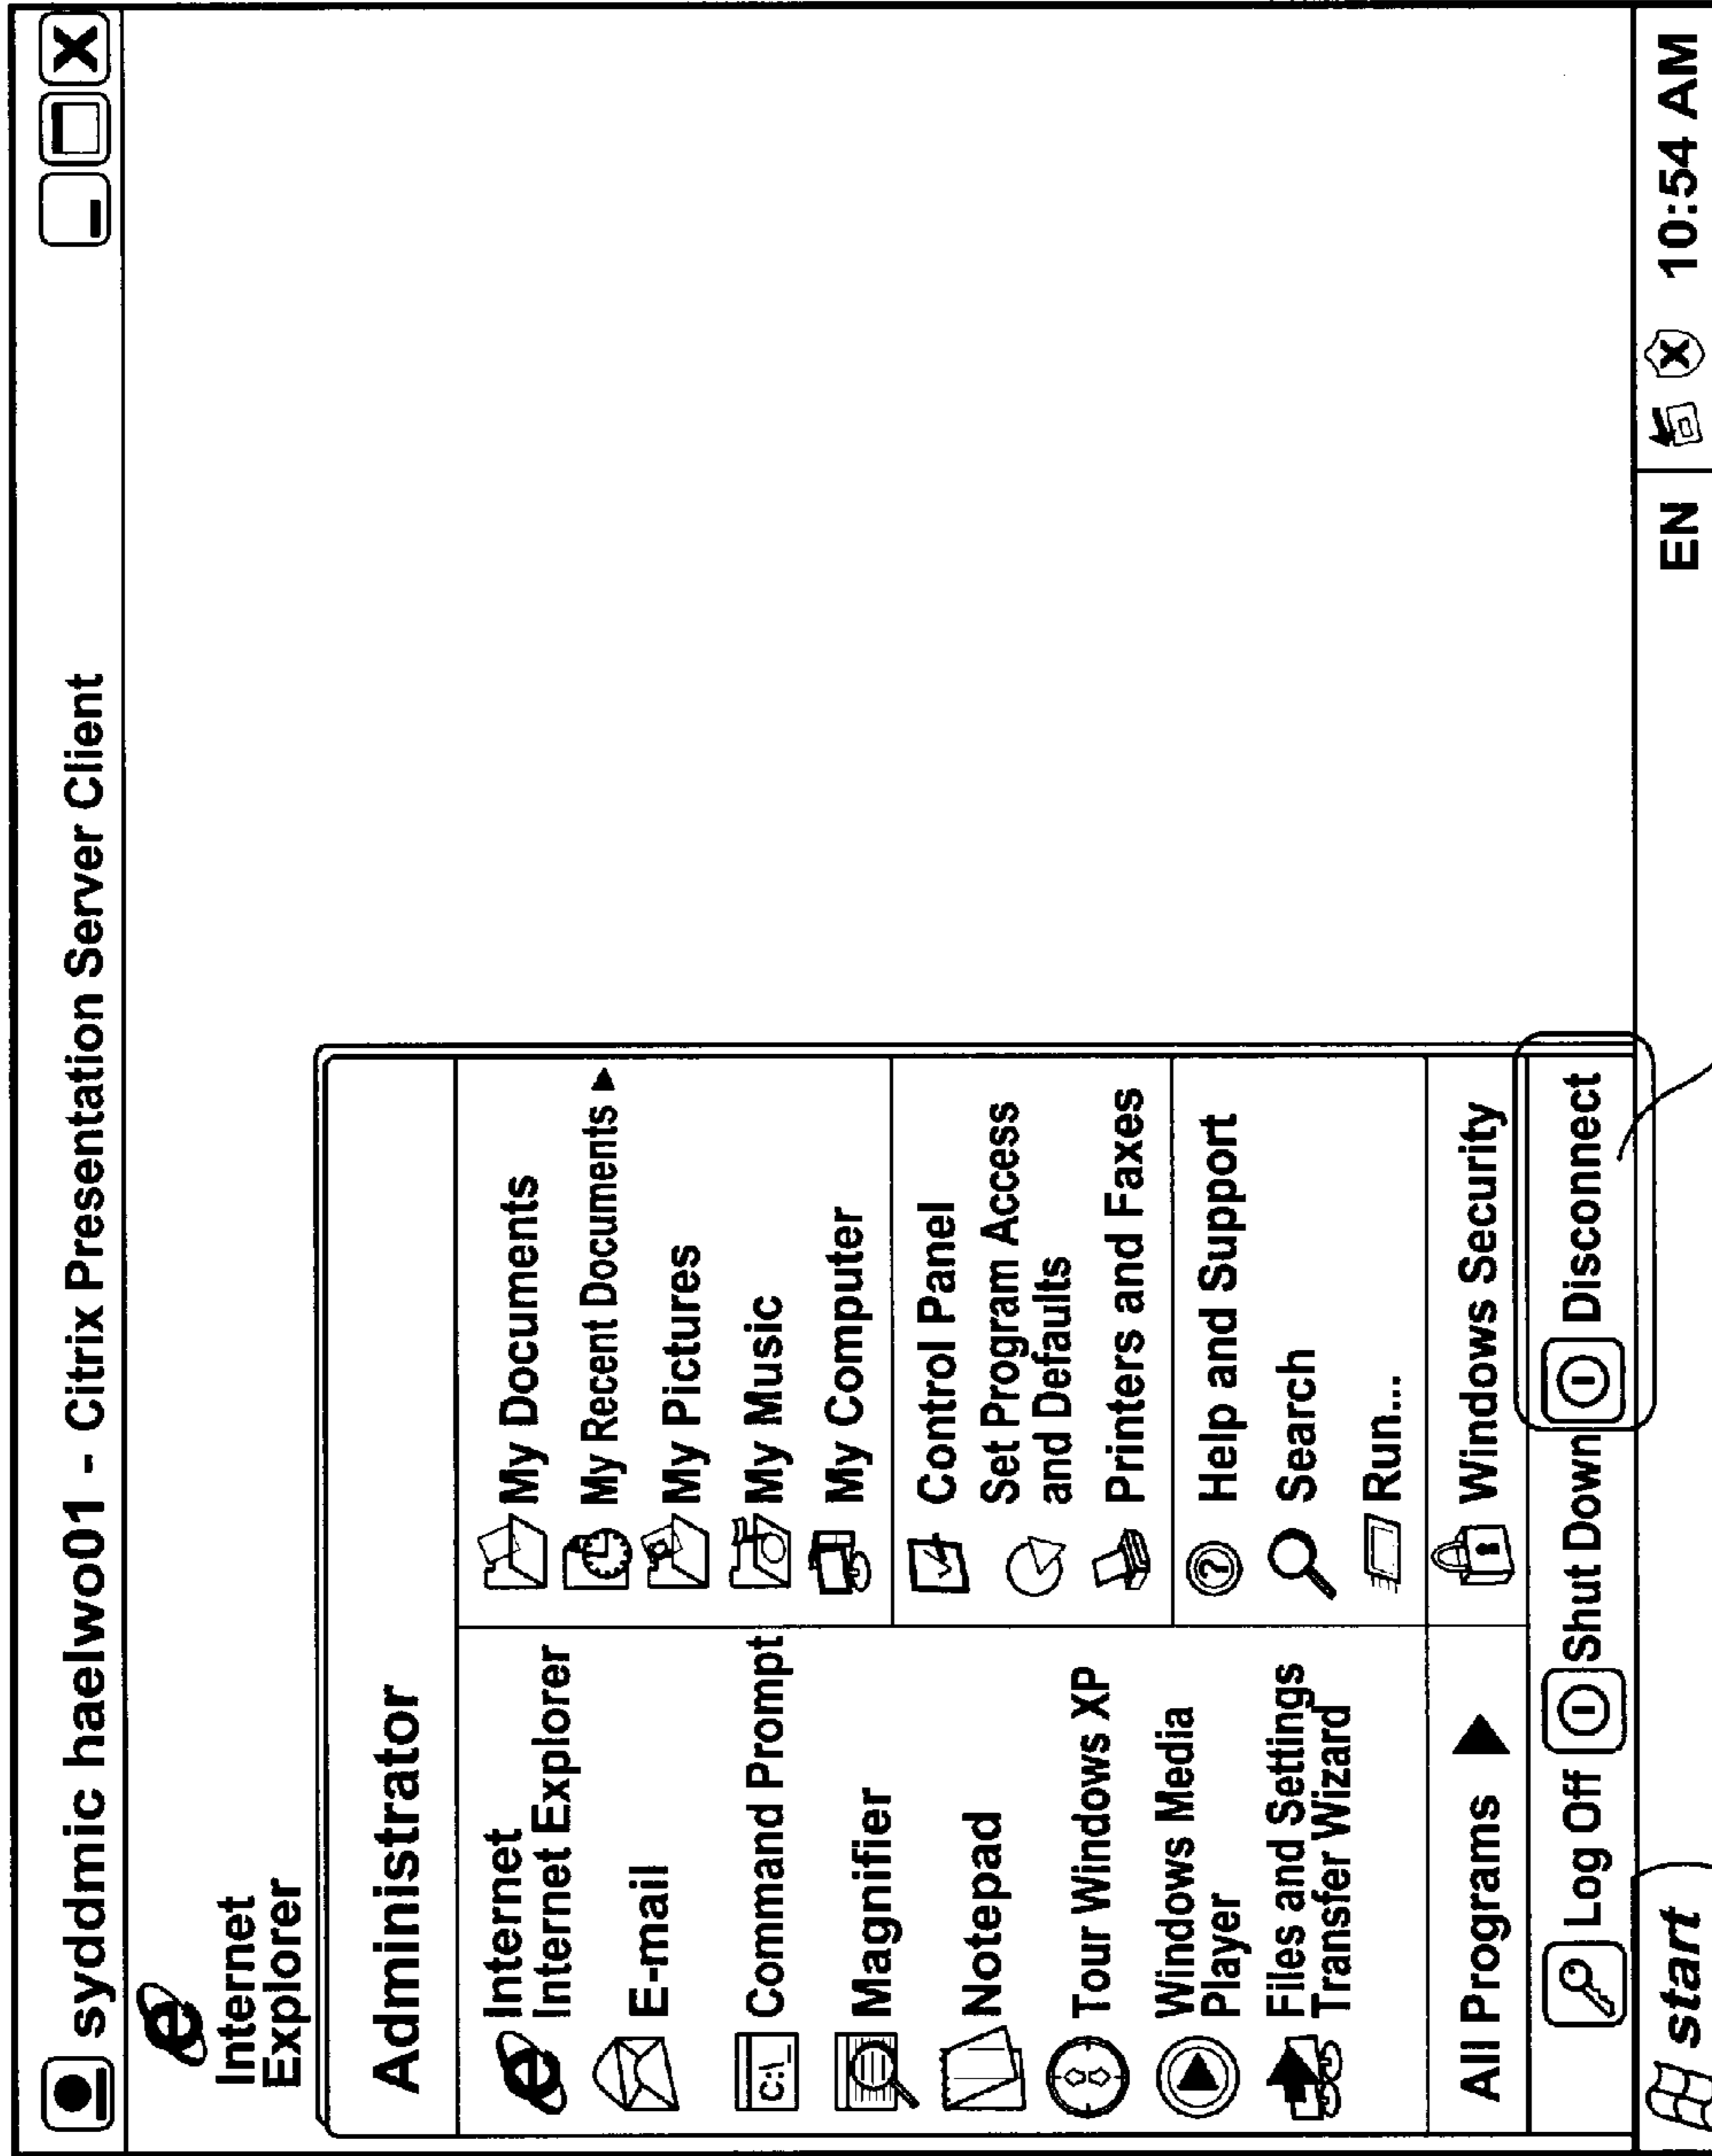 syddmic haelwo01 - Citrix Presentation Server Client
Internet
Explorer
Administrator
Internet
Internet Explorer
E-mail
C:\_
Command Prompt
Magnifier
Notepad
Tour Windows XP
Windows Media
Player
Files and Settings
Transfer Wizard
All Programs
My Documents
My Recent Documents
My Pictures
My Music
My Computer
Control Panel
Set Program Access
and Defaults
Printers and Faxes
Help and Support
Search
Run...
Windows Security
Log Off
Shut Down
Disconnect
start
EN
10:54 AM